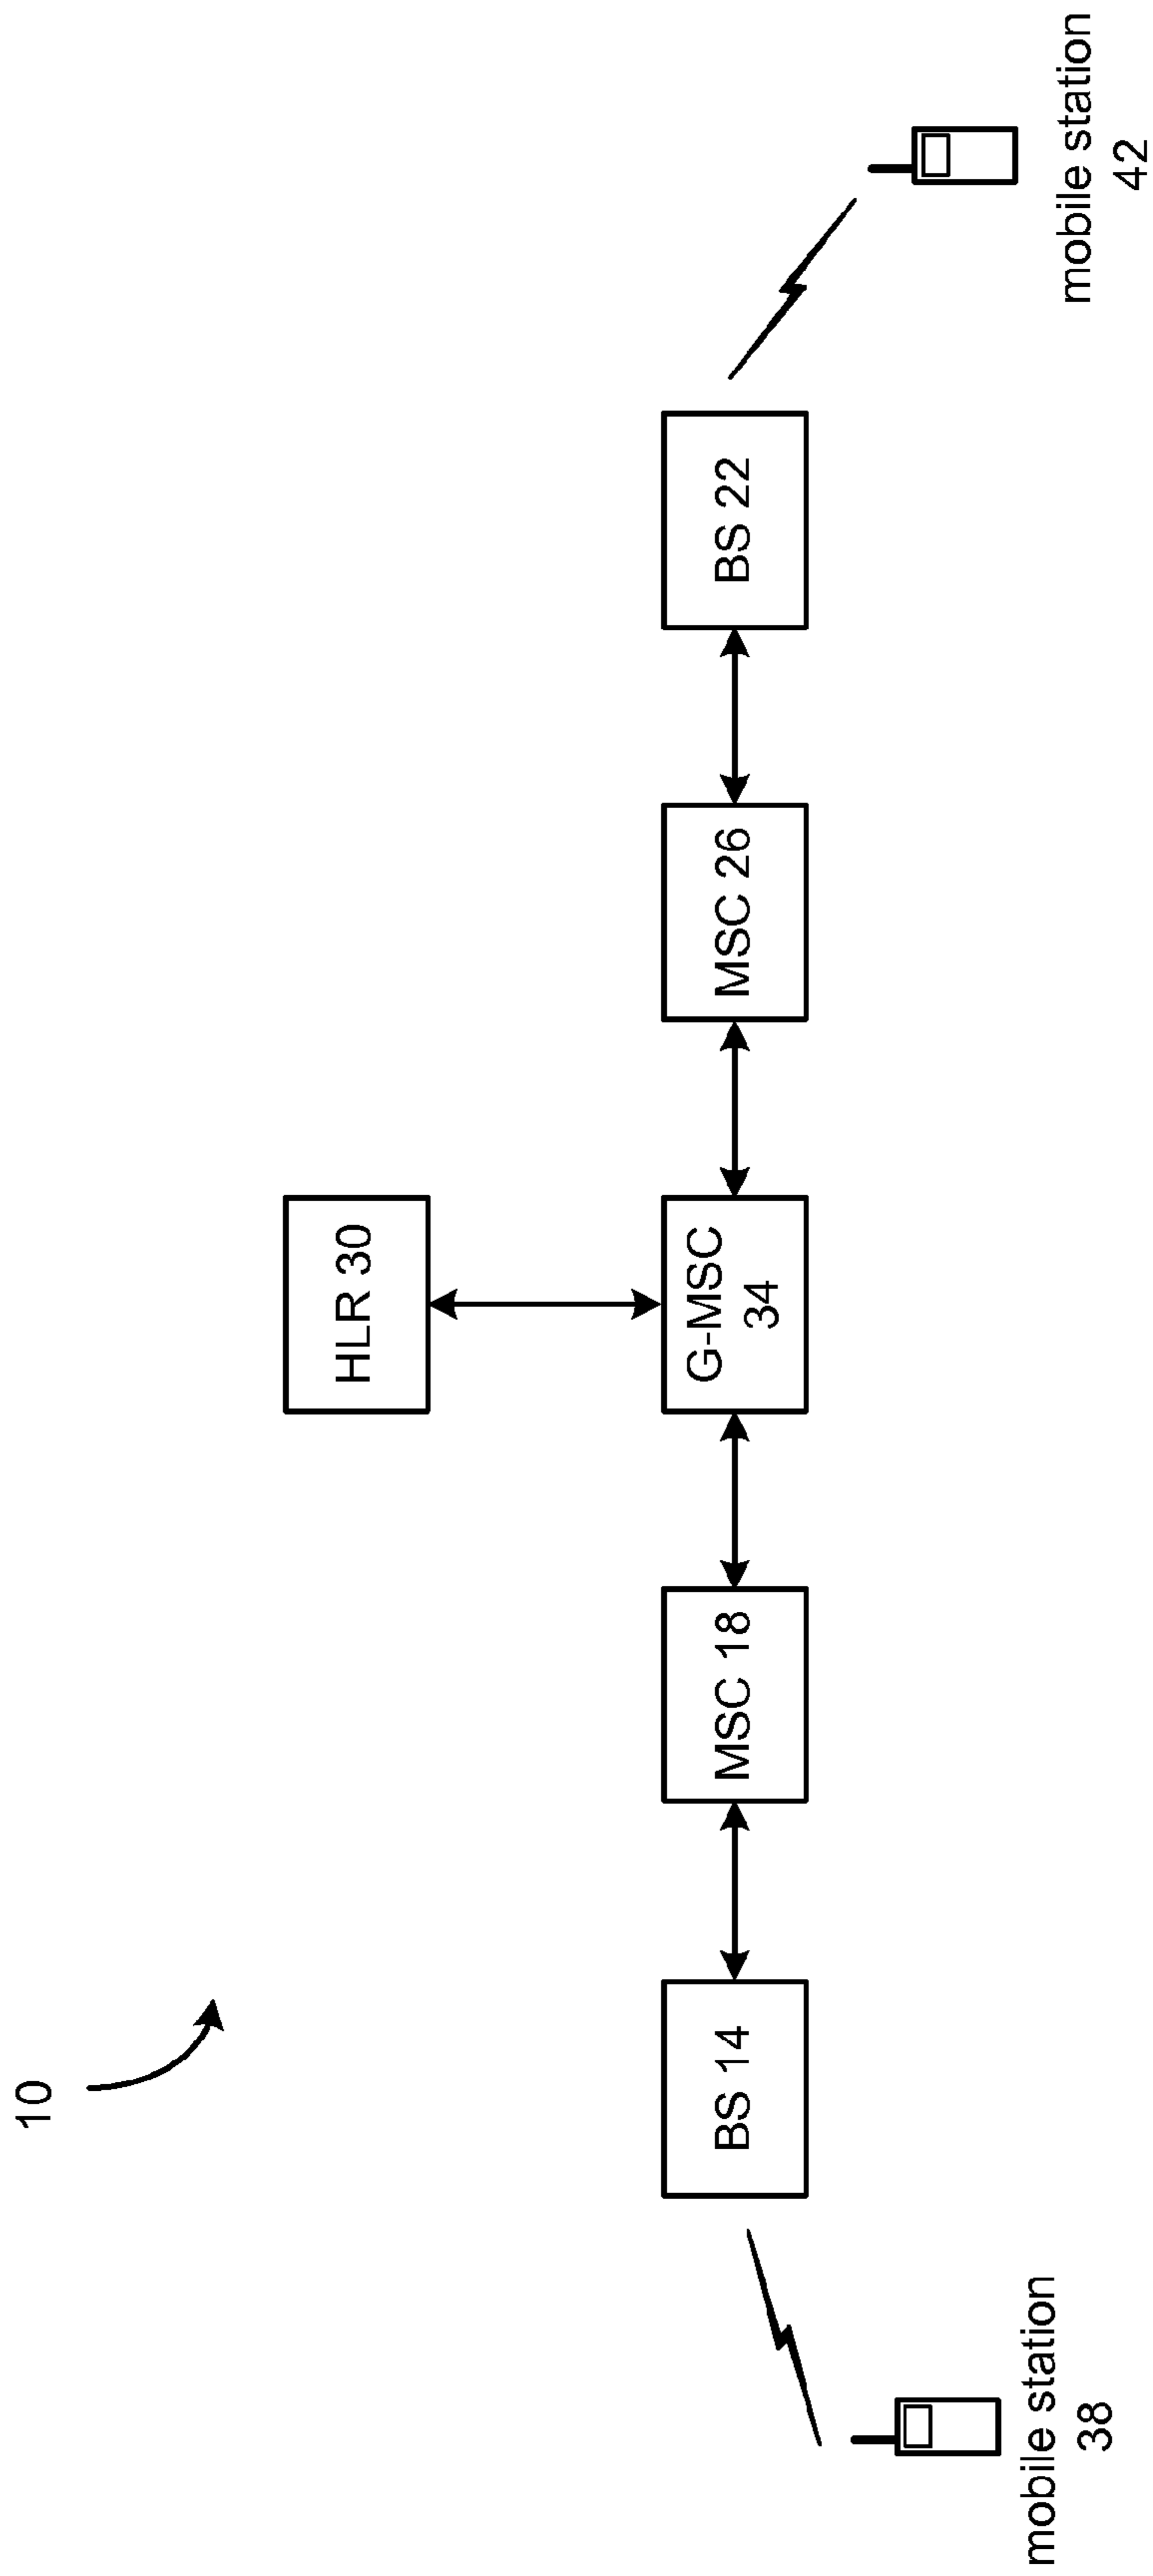 10
HLR 30
BS 14
MSC 18
G-MSC
34
MSC 26
BS 22
mobile station
38
mobile station
42